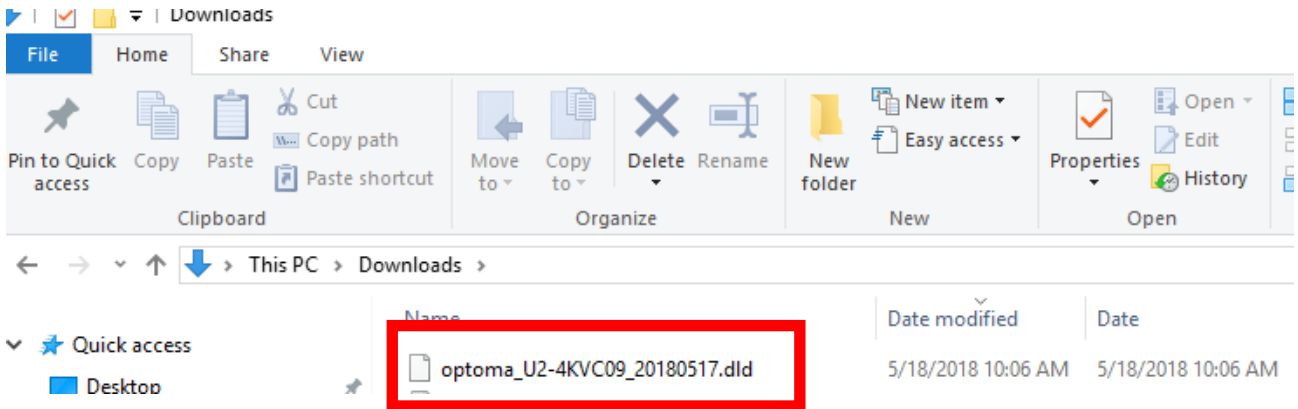 Downloads
File Home Share View
Pin to Quick access
Copy
Paste
Cut
Copy path
Paste shortcut
Clipboard
Move to
Copy to
Delete
Rename
Organize
New folder
New item
Easy access
New
Properties
Open
Edit
History
Open
This PC > Downloads >
Name Date modified Date
Quick access
Desktop
optoma_U2-4KVC09_20180517.dld 5/18/2018 10:06 AM 5/18/2018 10:06 AM